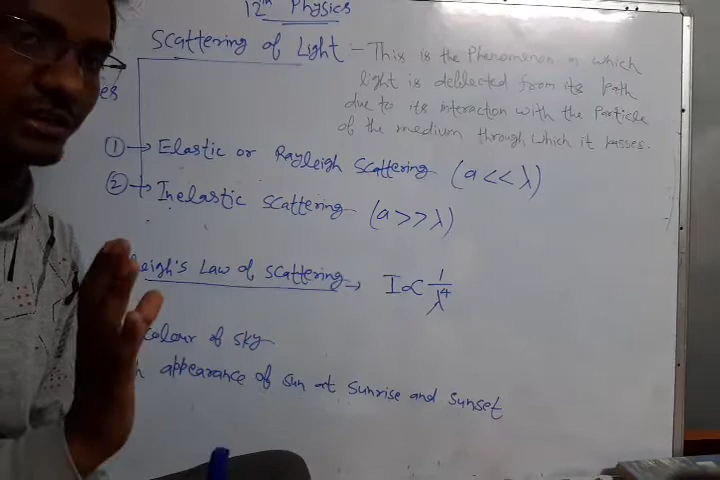 12th Physics
Scattering of Light - This is the Phenomenon in which
light is deflected from its Path
due to its interaction with the Particle
of the medium through which it passes.
es
① → Elastic or Rayleigh Scattering (a << λ)
② → Inelastic Scattering (a >> λ)
leigh's Law of Scattering → I ∝ 1/λ⁴
colour of sky
h appearance of sun at sunrise and sunset